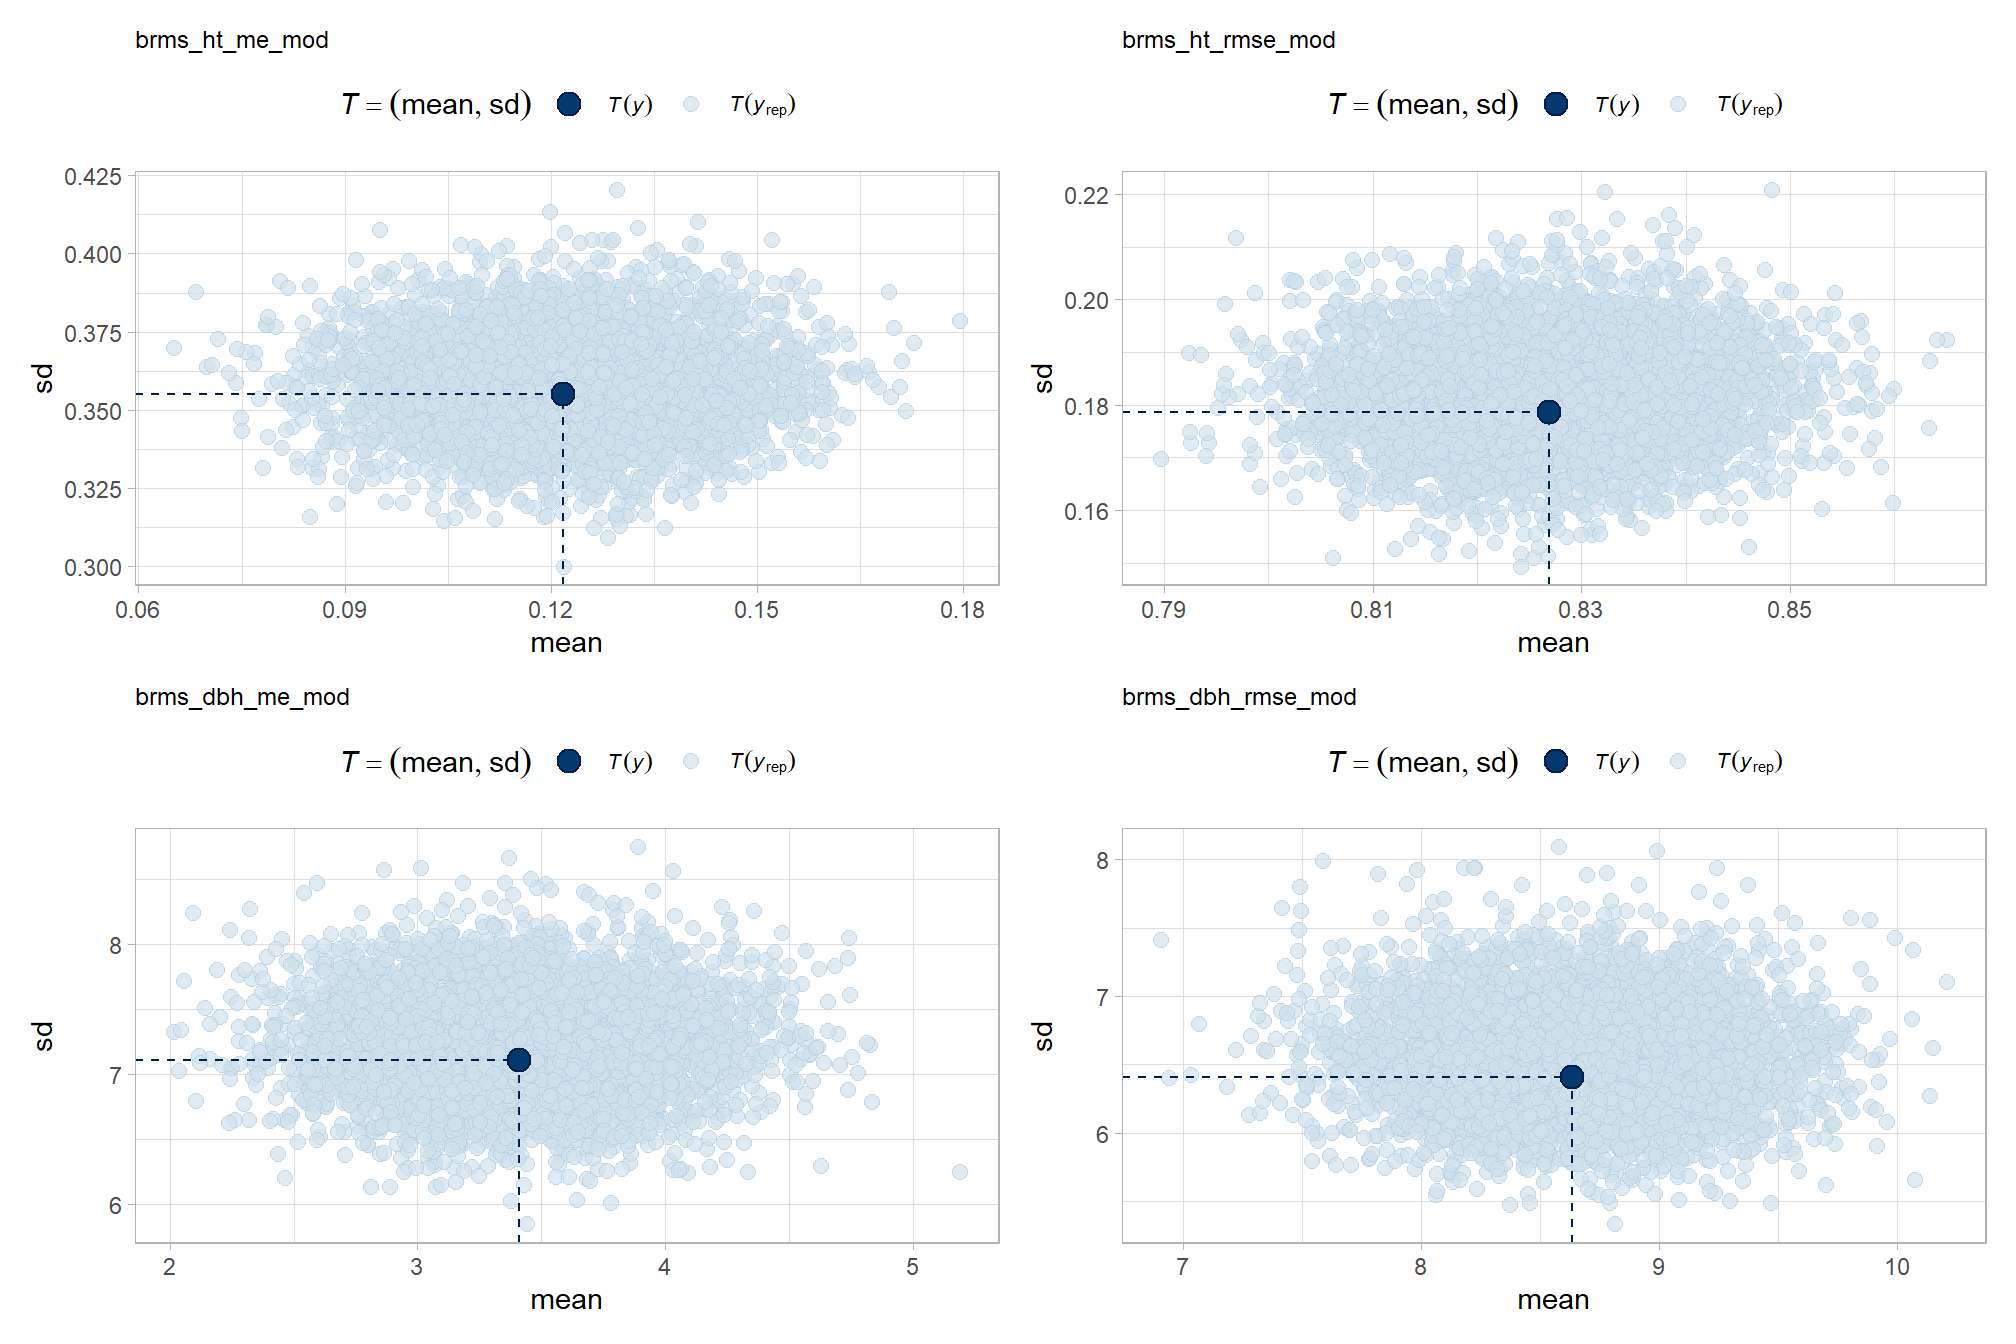 brms_ht_me_mod
T = (mean, sd) T(y) T(yrep)
0.425
0.400
0.375
0.350
0.325
0.300
sd
0.06 0.09 0.12 0.15 0.18
mean
brms_ht_rmse_mod
T = (mean, sd) T(y) T(yrep)
0.22
0.20
0.18
0.16
sd
0.79 0.81 0.83 0.85
mean
brms_dbh_me_mod
T = (mean, sd) T(y) T(yrep)
8
7
6
sd
2 3 4 5
mean
brms_dbh_rmse_mod
T = (mean, sd) T(y) T(yrep)
8
7
6
sd
7 8 9 10
mean